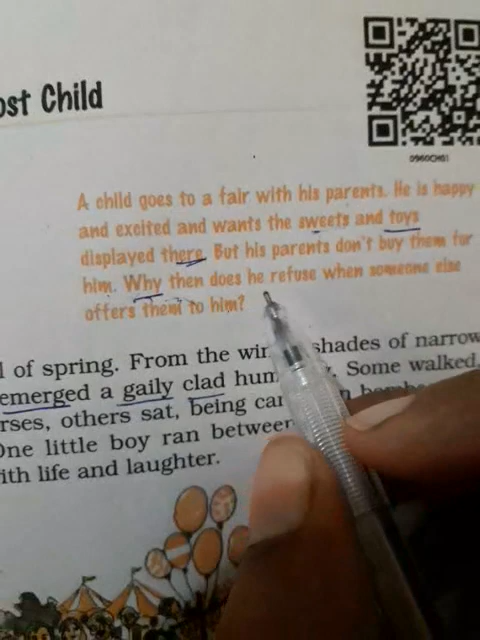 ost Child
0960CH01
A child goes to a fair with his parents. He is happy
and excited and wants the sweets and toys
displayed there. But his parents don't buy them for
him. Why then does he refuse when someone else
offers them to him?
l of spring. From the win shades of narrow
emerged a gaily clad hum Some walked,
rses, others sat, being car
One little boy ran between
ith life and laughter.